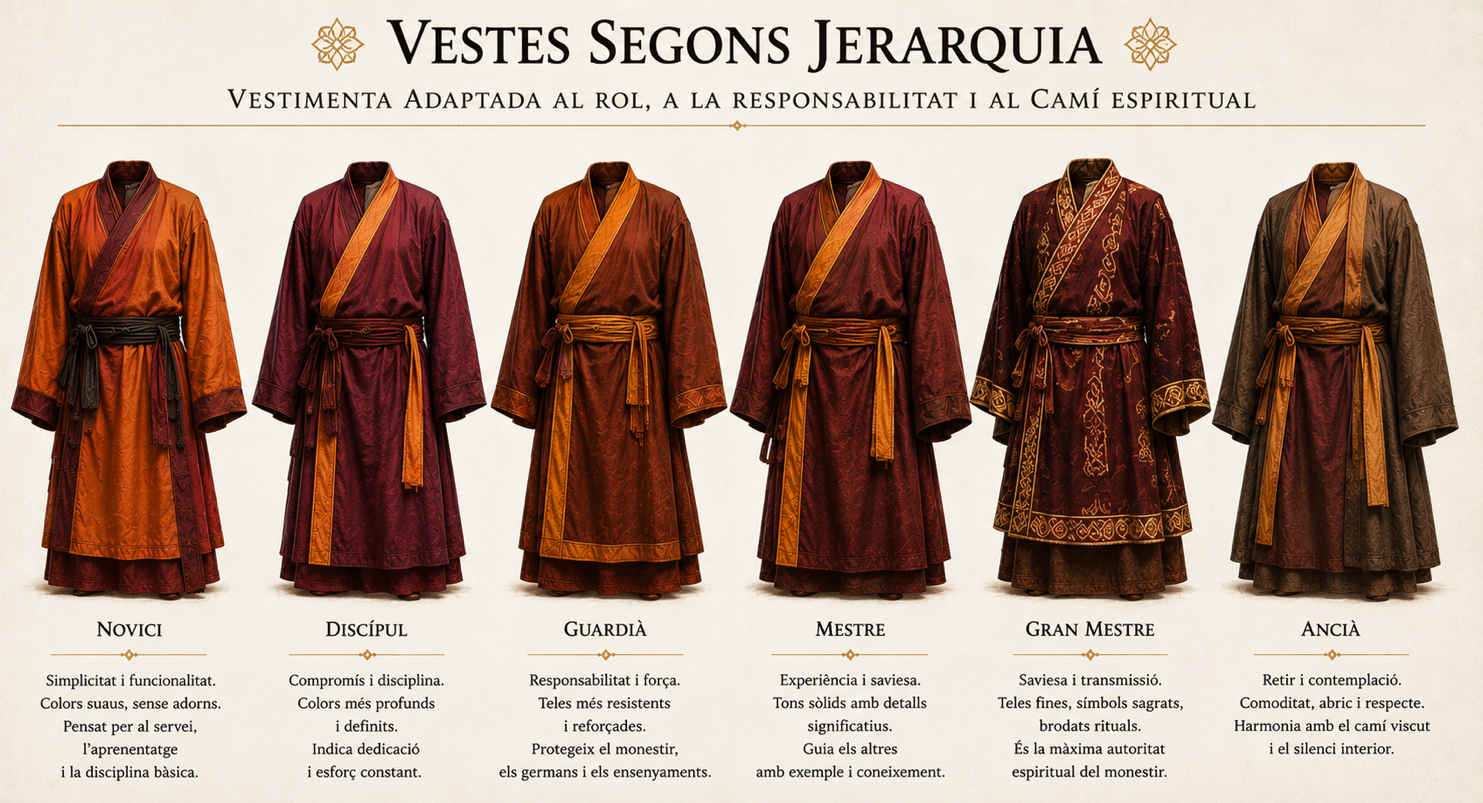 Vestes Segons Jerarquia
Vestimenta Adaptada al rol, a la responsabilitat i al Camí espiritual
Novici
Simplicitat i funcionalitat.
Colors suaus, sense adorns.
Pensat per al servei,
l'aprenentatge
i la disciplina bàsica.
Discípul
Compromís i disciplina.
Colors més profunds
i definits.
Indica dedicació
i esforç constant.
Guardià
Responsabilitat i força.
Teles més resistents
i reforçades.
Protegeix el monestir,
els germans i els ensenyaments.
Mestre
Experiència i saviesa.
Tons sòlids amb detalls
significatius.
Guia els altres
amb exemple i coneixement.
Gran Mestre
Saviesa i transmissió.
Teles fines, símbols sagrats,
brodats rituals.
És la màxima autoritat
espiritual del monestir.
Ancià
Retir i contemplació.
Comoditat, abric i respecte.
Harmonia amb el camí viscut
i el silenci interior.